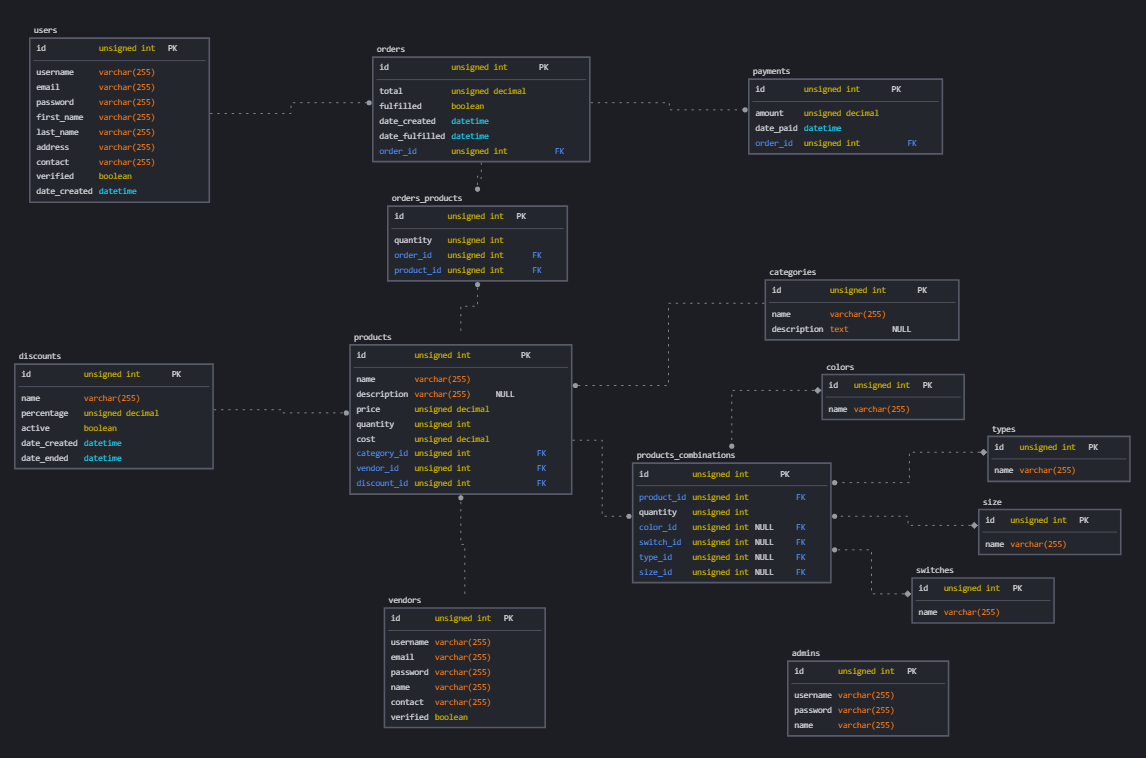 users
id unsigned int PK
username varchar(255)
email varchar(255)
password varchar(255)
first_name varchar(255)
last_name varchar(255)
address varchar(255)
contact varchar(255)
verified boolean
date_created datetime
orders
id unsigned int PK
total unsigned decimal
fulfilled boolean
date_created datetime
date_fulfilled datetime
order_id unsigned int FK
payments
id unsigned int PK
amount unsigned decimal
date_paid datetime
order_id unsigned int FK
orders_products
id unsigned int PK
quantity unsigned int
order_id unsigned int FK
product_id unsigned int FK
categories
id unsigned int PK
name varchar(255)
description text NULL
discounts
id unsigned int PK
name varchar(255)
percentage unsigned decimal
active boolean
date_created datetime
date_ended datetime
products
id unsigned int PK
name varchar(255)
description varchar(255) NULL
price unsigned decimal
quantity unsigned int
cost unsigned decimal
category_id unsigned int FK
vendor_id unsigned int FK
discount_id unsigned int FK
colors
id unsigned int PK
name varchar(255)
products_combinations
id unsigned int PK
product_id unsigned int FK
quantity unsigned int
color_id unsigned int NULL FK
switch_id unsigned int NULL FK
type_id unsigned int NULL FK
size_id unsigned int NULL FK
types
id unsigned int PK
name varchar(255)
size
id unsigned int PK
name varchar(255)
switches
id unsigned int PK
name varchar(255)
vendors
id unsigned int PK
username varchar(255)
email varchar(255)
password varchar(255)
name varchar(255)
contact varchar(255)
verified boolean
admins
id unsigned int PK
username varchar(255)
password varchar(255)
name varchar(255)